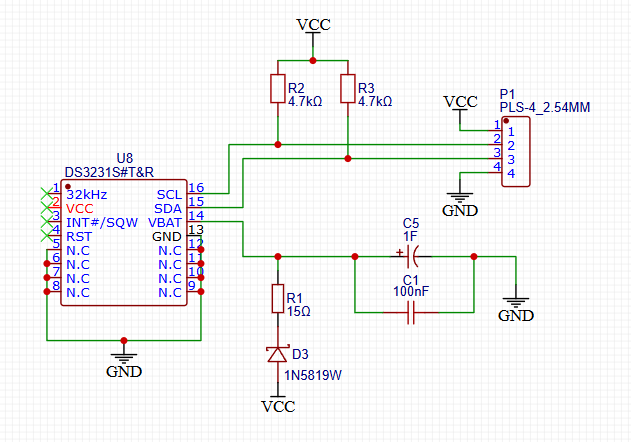 VCC
R2
4.7kΩ
R3
4.7kΩ
VCC
P1
PLS-4_2.54MM
1 1
2 2
3 3
4 4
GND
U8
DS3231S#T&R
1 32kHz SCL 16
2 VCC SDA 15
3 INT#/SQW VBAT 14
4 RST GND 13
5 N.C N.C 12
6 N.C N.C 11
7 N.C N.C 10
8 N.C N.C 9
GND
C5
1F
+
C1
100nF
GND
R1
15Ω
D3
1N5819W
VCC